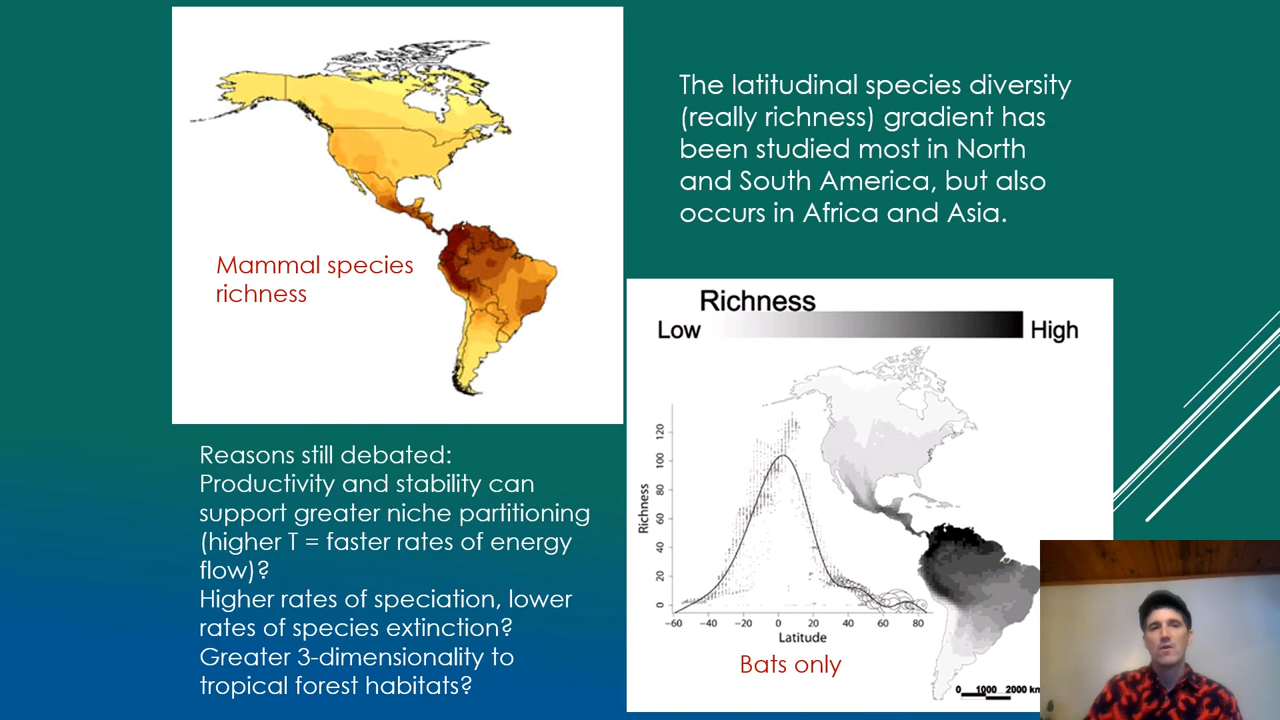 The latitudinal species diversity
(really richness) gradient has
been studied most in North
and South America, but also
occurs in Africa and Asia.
Mammal species
richness
Reasons still debated:
Productivity and stability can
support greater niche partitioning
(higher T = faster rates of energy
flow)?
Higher rates of speciation, lower
rates of species extinction?
Greater 3-dimensionality to
tropical forest habitats?
Richness
Low
High
Richness
120
100
80
60
40
20
0
−60 −40 −20 0 20 40 60 80
Latitude
Bats only
0 1000 2000 km